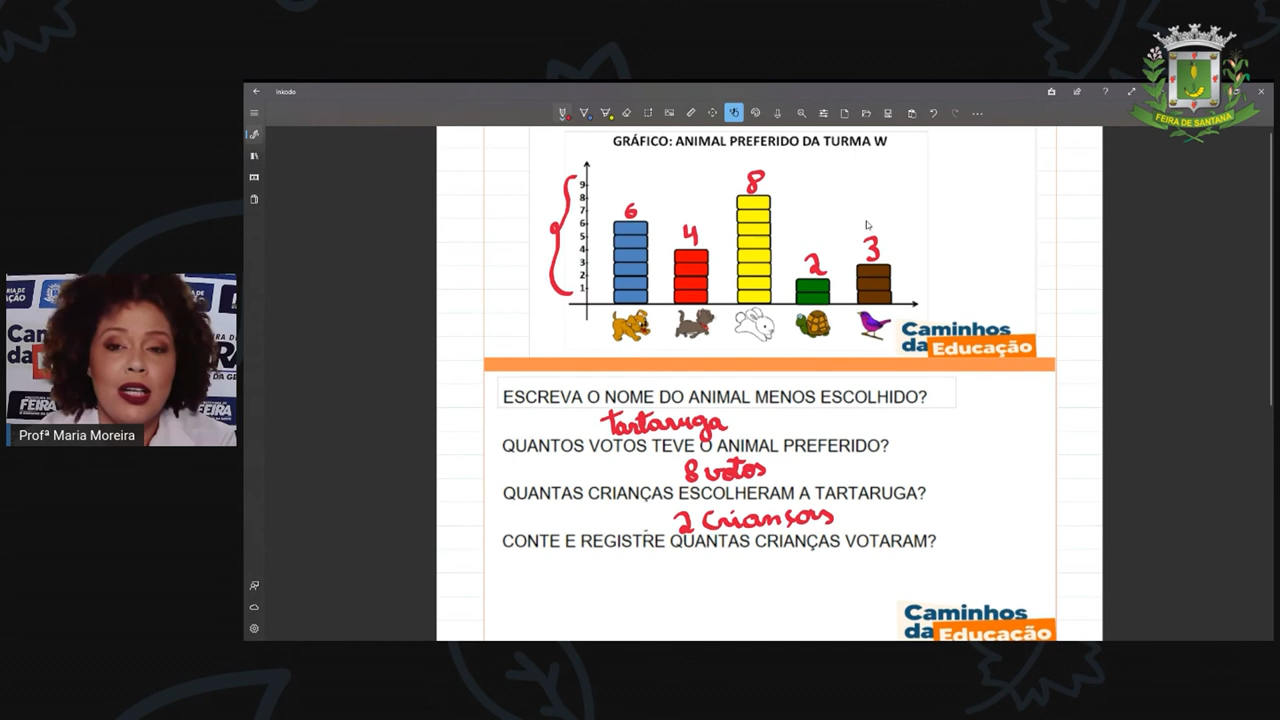 FEIRA DE SANTANA
Inkodo
GRÁFICO: ANIMAL PREFERIDO DA TURMA W
9
8
7
6
5
4
3
2
1
6
4
8
2
3
Caminhos
da Educação
ESCREVA O NOME DO ANIMAL MENOS ESCOLHIDO?
tartaruga
QUANTOS VOTOS TEVE O ANIMAL PREFERIDO?
8 votos
QUANTAS CRIANÇAS ESCOLHERAM A TARTARUGA?
2 crianças
CONTE E REGISTRE QUANTAS CRIANÇAS VOTARAM?
Caminhos
da Educação
Profª Maria Moreira